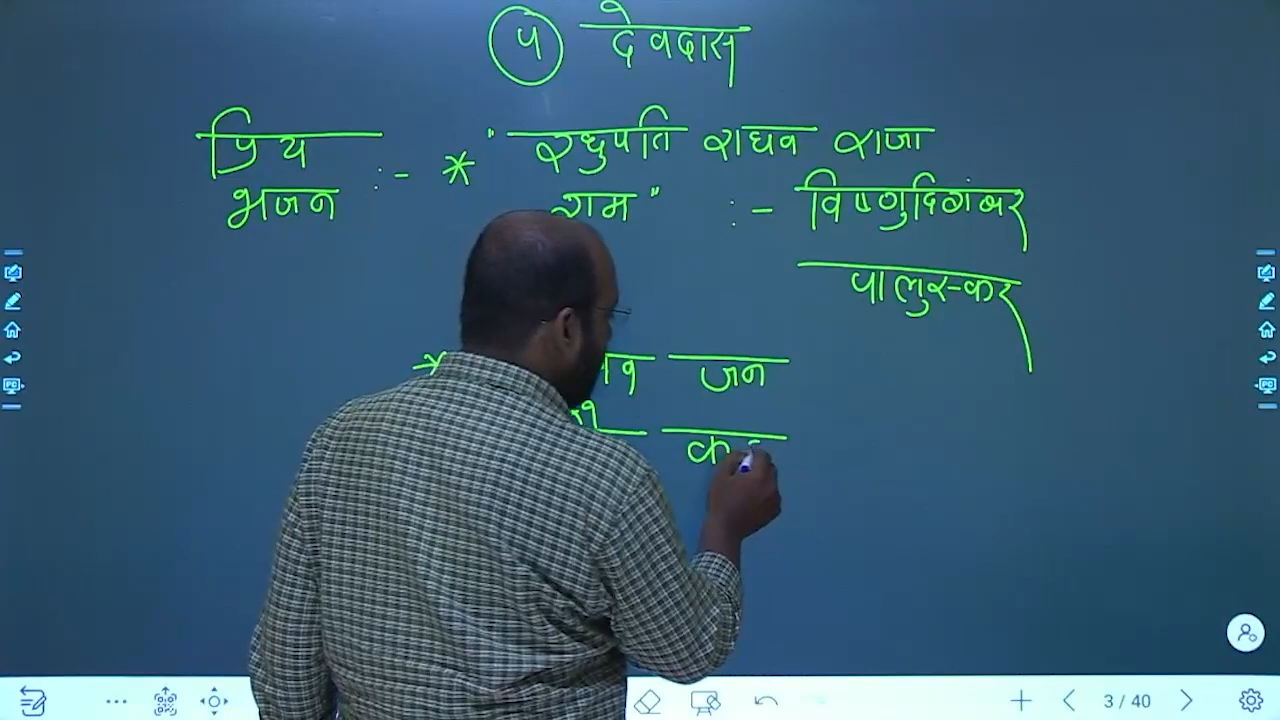 ५ देवदास
प्रिय :- * " रघुपति राघव राजा
भजन राम " :- विष्णुदिगंबर
पालुस्कर
* जन
3 / 40